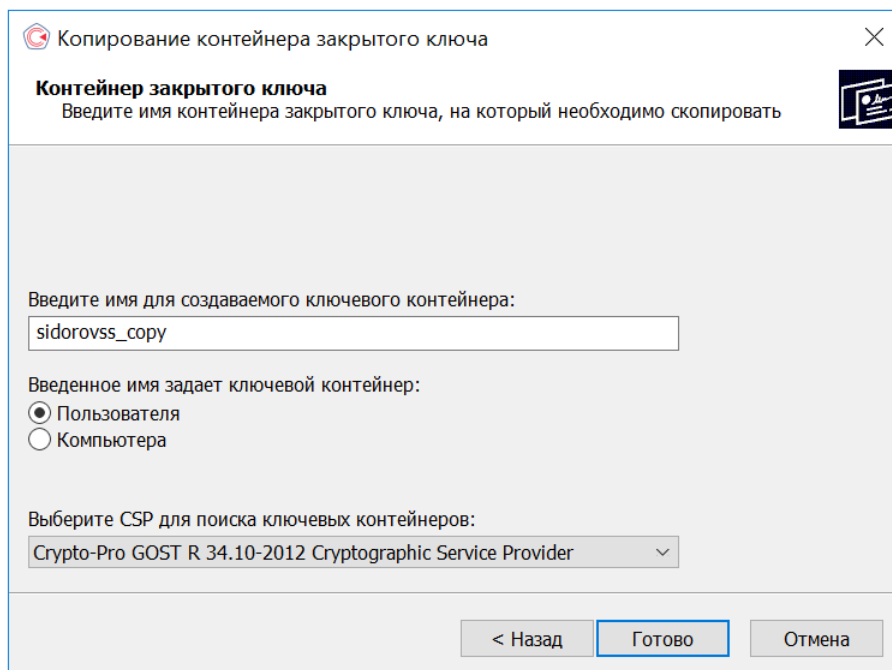 Копирование контейнера закрытого ключа
Контейнер закрытого ключа
Введите имя контейнера закрытого ключа, на который необходимо скопировать
Введите имя для создаваемого ключевого контейнера:
sidorovss_copy
Введенное имя задает ключевой контейнер:
Пользователя
Компьютера
Выберите CSP для поиска ключевых контейнеров:
Crypto-Pro GOST R 34.10-2012 Cryptographic Service Provider
< Назад
Готово
Отмена